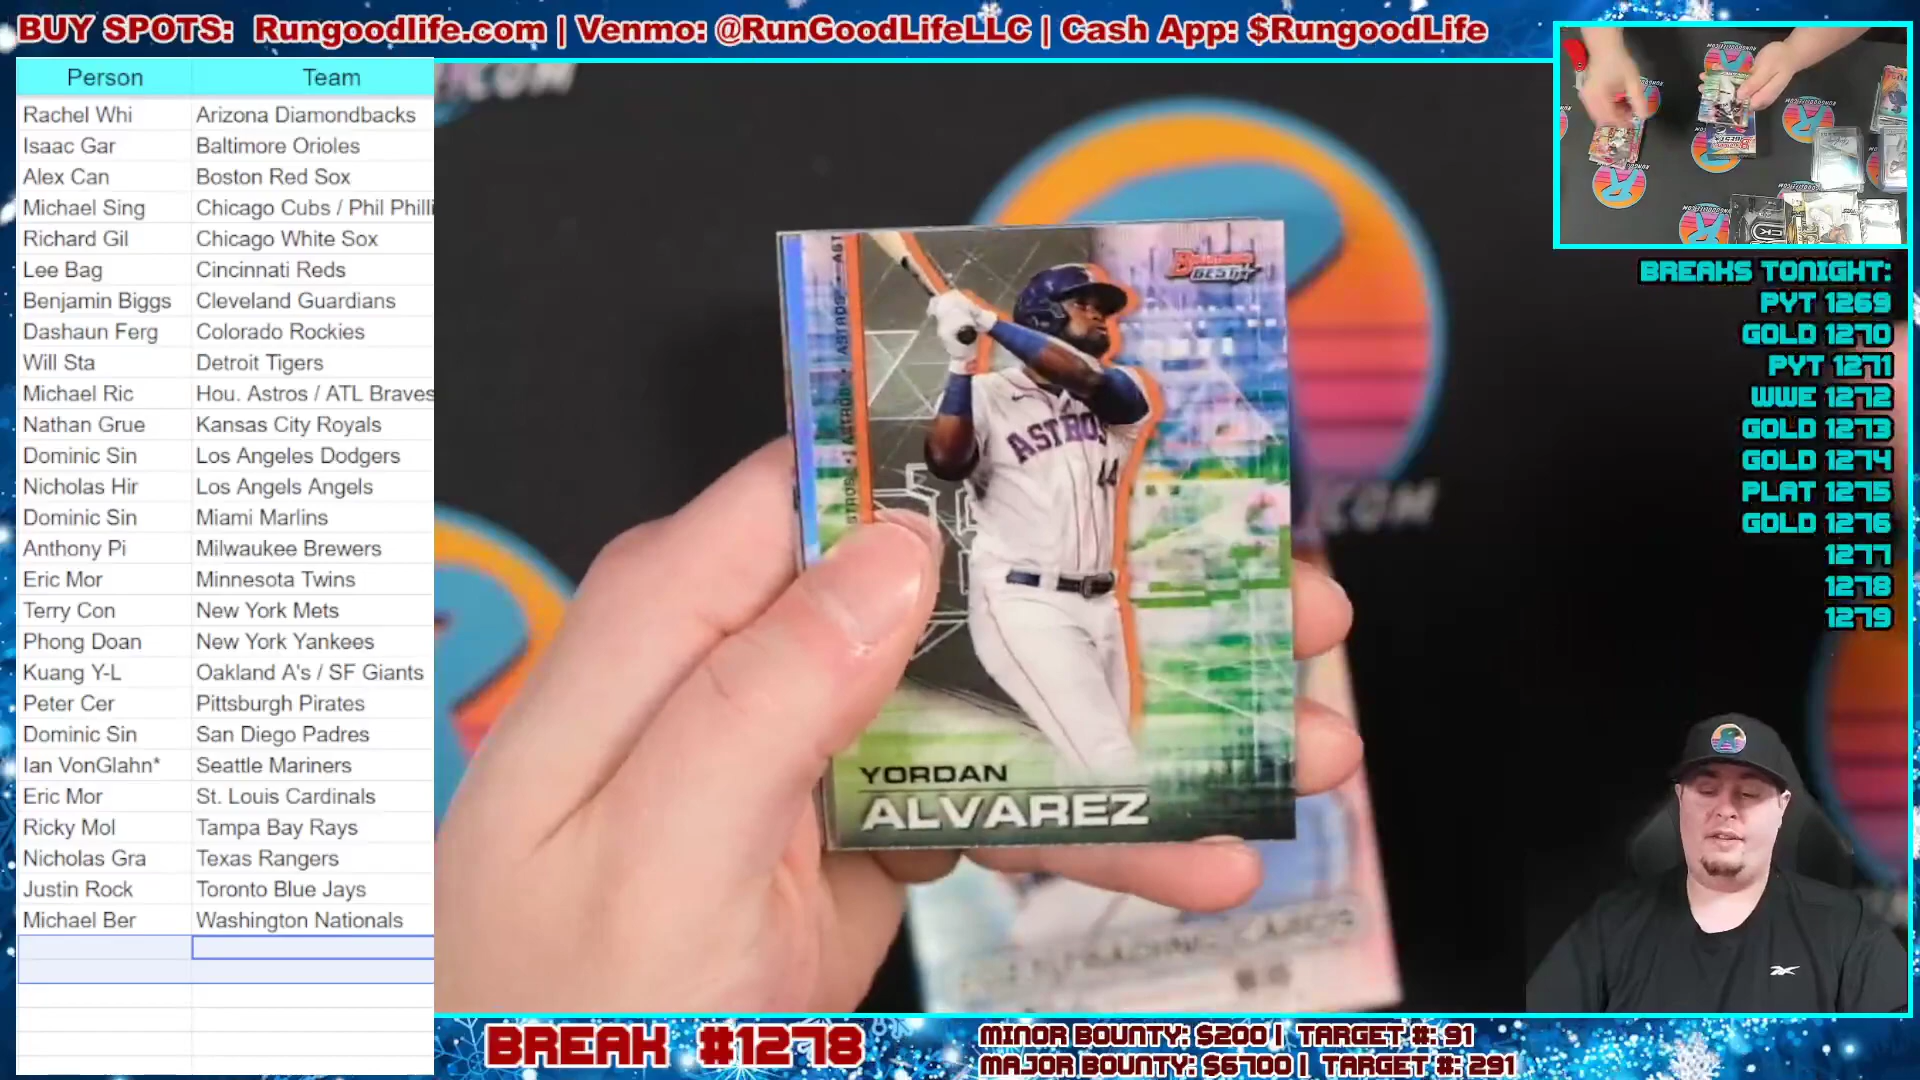 BUY SPOTS: Rungoodlife.com | Venmo: @RunGoodLifeLLC | Cash App: $RungoodLife
Person Team
Rachel Whi Arizona Diamondbacks
Isaac Gar Baltimore Orioles
Alex Can Boston Red Sox
Michael Sing Chicago Cubs / Phil Philli
Richard Gil Chicago White Sox
Lee Bag Cincinnati Reds
Benjamin Biggs Cleveland Guardians
Dashaun Ferg Colorado Rockies
Will Sta Detroit Tigers
Michael Ric Hou. Astros / ATL Braves
Nathan Grue Kansas City Royals
Dominic Sin Los Angeles Dodgers
Nicholas Hir Los Angels Angels
Dominic Sin Miami Marlins
Anthony Pi Milwaukee Brewers
Eric Mor Minnesota Twins
Terry Con New York Mets
Phong Doan New York Yankees
Kuang Y-L Oakland A's / SF Giants
Peter Cer Pittsburgh Pirates
Dominic Sin San Diego Padres
Ian VonGlahn* Seattle Mariners
Eric Mor St. Louis Cardinals
Ricky Mol Tampa Bay Rays
Nicholas Gra Texas Rangers
Justin Rock Toronto Blue Jays
Michael Ber Washington Nationals
.COM
Bowman's
BEST
ASTROS
44
YORDAN
ALVAREZ
.COM
TRADING CARDS
BREAKS TONIGHT:
PYT 1269
GOLD 1270
PYT 1271
WWE 1272
GOLD 1273
GOLD 1274
PLAT 1275
GOLD 1276
1277
1278
1279
BREAK #1278
MINOR BOUNTY: $200 | TARGET #: 91
MAJOR BOUNTY: $6700 | TARGET #: 291